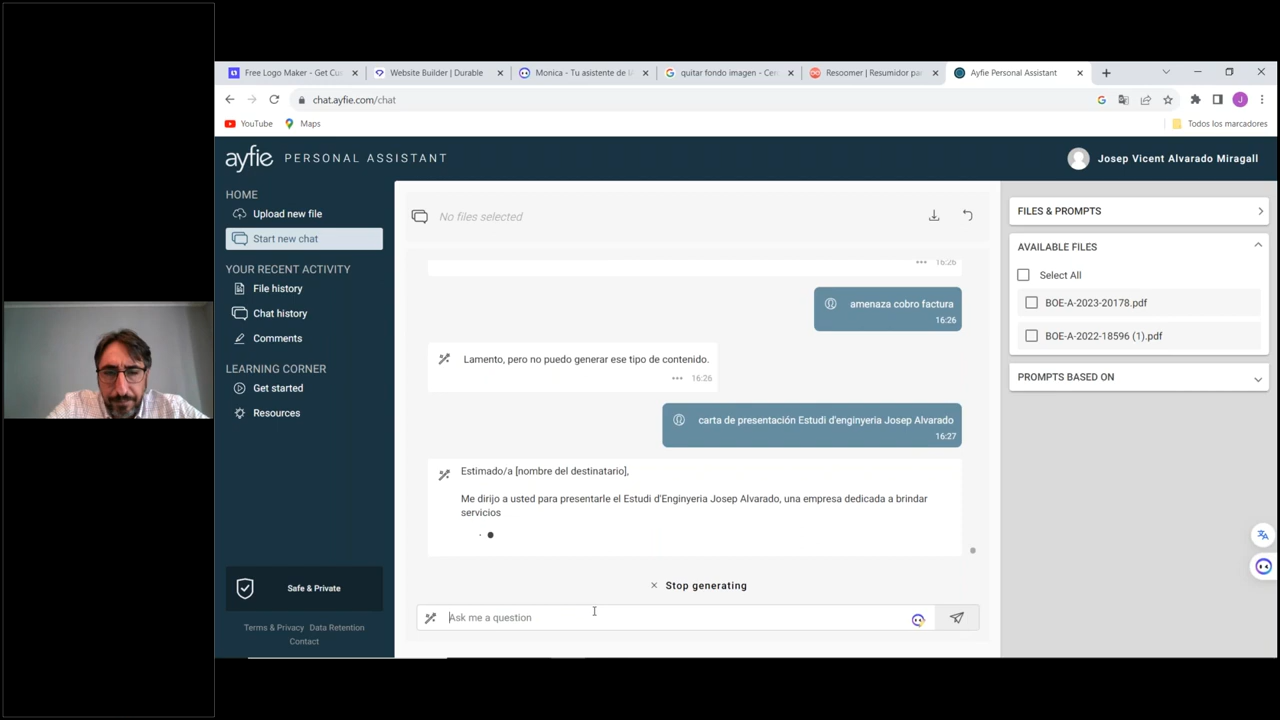 Free Logo Maker - Get Cu
Website Builder | Durable
Monica - Tu asistente de
quitar fondo imagen -
Resoomer | Resumidor pa
Ayfie Personal Assistant
chat.ayfie.com/chat
J
YouTube
Maps
Todos los marcadores
ayfie PERSONAL ASSISTANT
Josep Vicent Alvarado Miragall
HOME
Upload new file
Start new chat
YOUR RECENT ACTIVITY
File history
Chat history
Comments
LEARNING CORNER
Get started
Resources
Safe & Private
Terms & Privacy Data Retention
Contact
No files selected
16:26
amenaza cobro factura
16:26
Lamento, pero no puedo generar ese tipo de contenido.
16:26
carta de presentación Estudi d'enginyeria Josep Alvarado
16:27
Estimado/a [nombre del destinatario],
Me dirijo a usted para presentarle el Estudi d'Enginyeria Josep Alvarado, una empresa dedicada a brindar
servicios
Stop generating
Ask me a question
FILES & PROMPTS
AVAILABLE FILES
Select All
BOE-A-2023-20178.pdf
BOE-A-2022-18596 (1).pdf
PROMPTS BASED ON